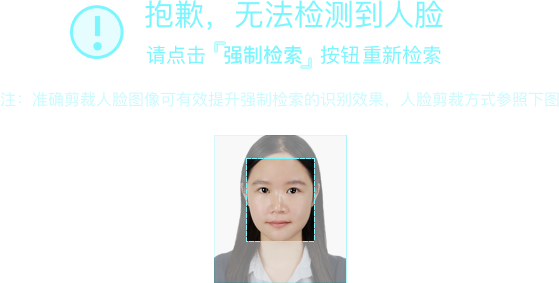 抱歉，无法检测到人脸
请点击『强制检索』按钮重新检索
注：准确剪裁人脸图像可有效提升强制检索的识别效果，人脸剪裁方式参照下图